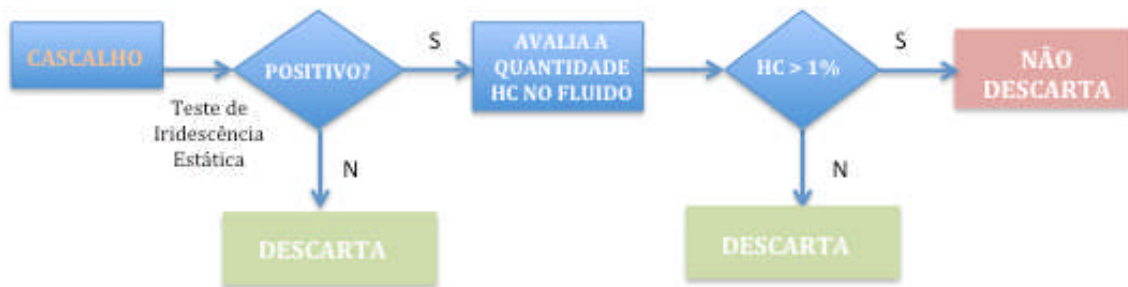 CASCALHO
Teste de
Iridescência
Estática
POSITIVO?
S
N
DESCARTA
AVALIA A
QUANTIDADE
HC NO FLUIDO
HC > 1%
S
N
DESCARTA
NÃO
DESCARTA